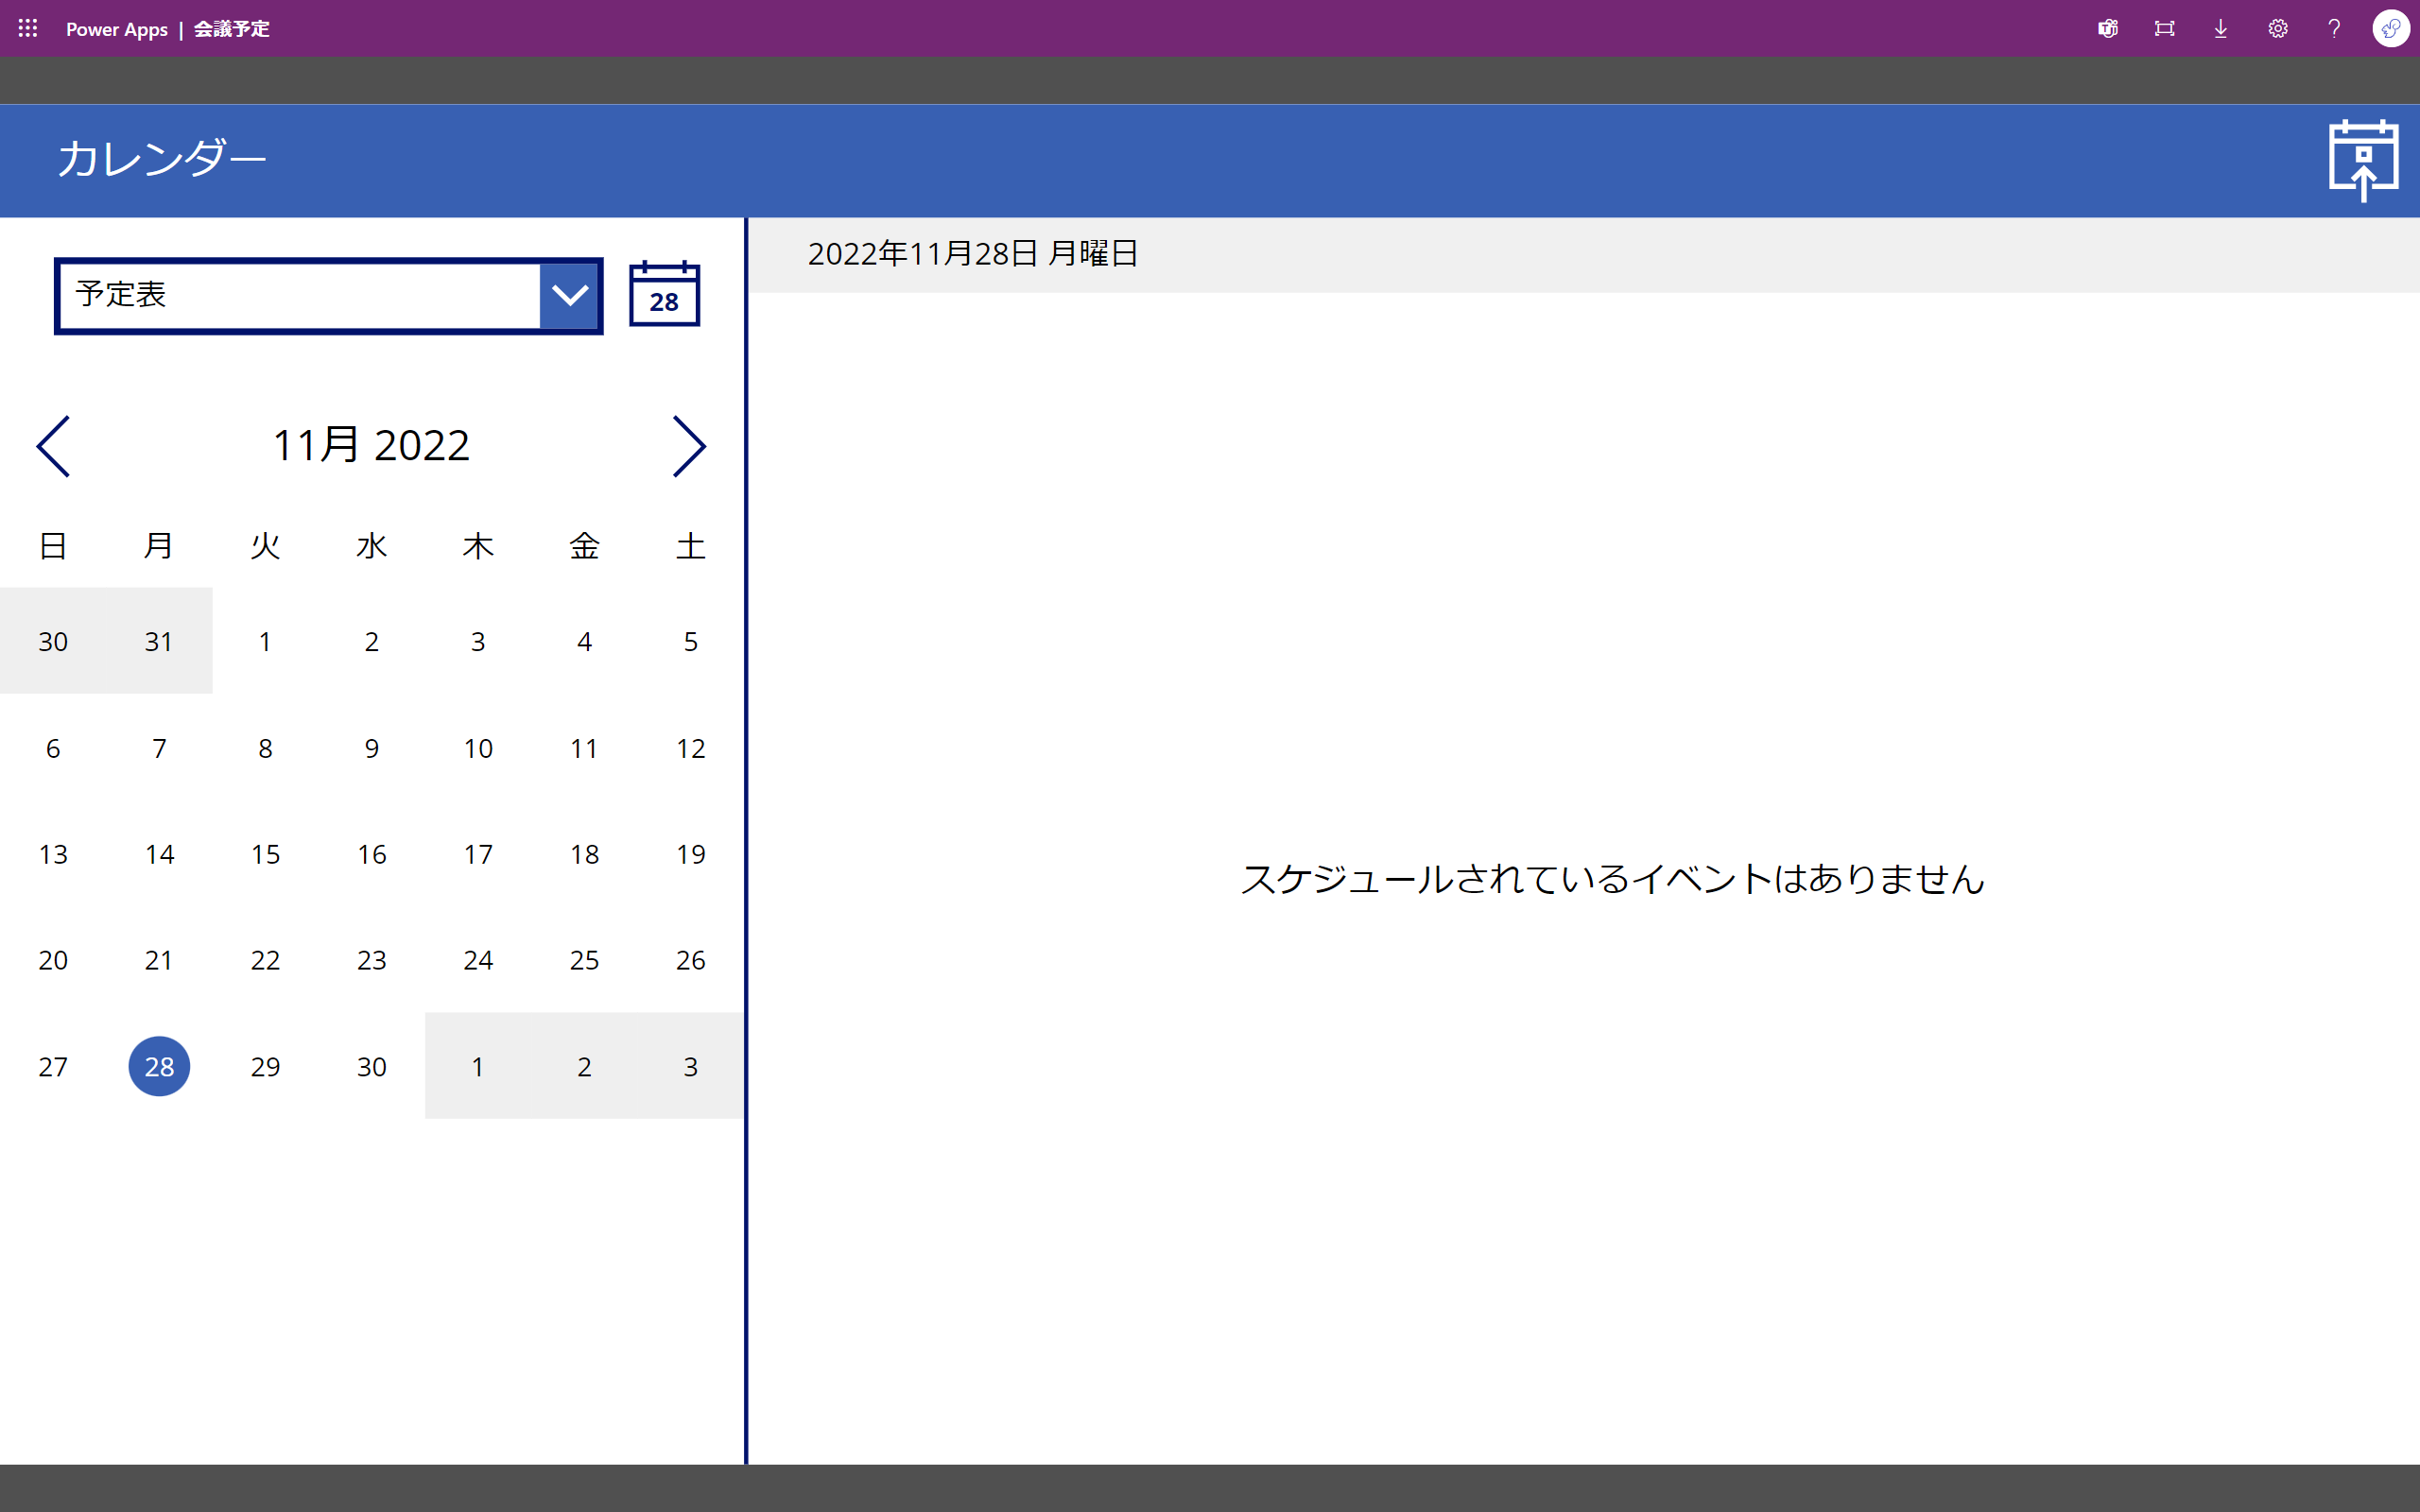 Power Apps | 会議予定
カレンダー
予定表
28
2022年11月28日 月曜日
11月 2022
日 月 火 水 木 金 土
30 31 1 2 3 4 5
6 7 8 9 10 11 12
13 14 15 16 17 18 19
20 21 22 23 24 25 26
27 28 29 30 1 2 3
スケジュールされているイベントはありません